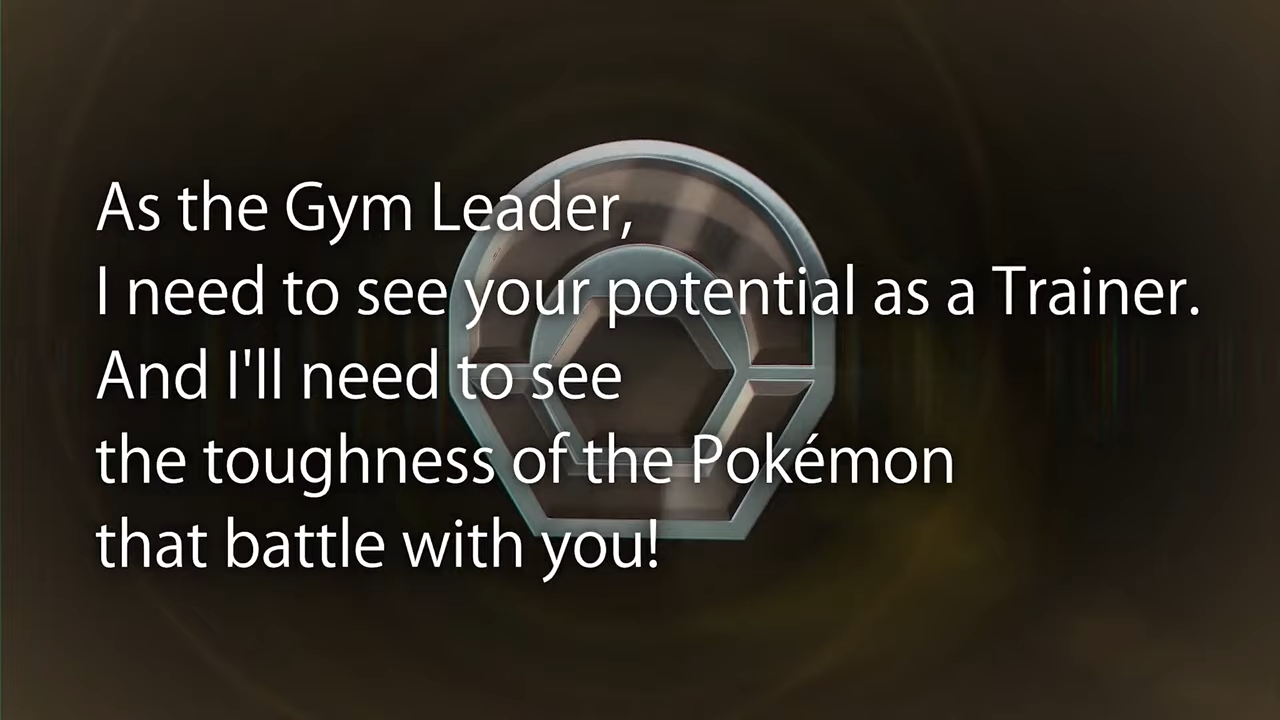 As the Gym Leader,
I need to see your potential as a Trainer.
And I'll need to see
the toughness of the Pokémon
that battle with you!